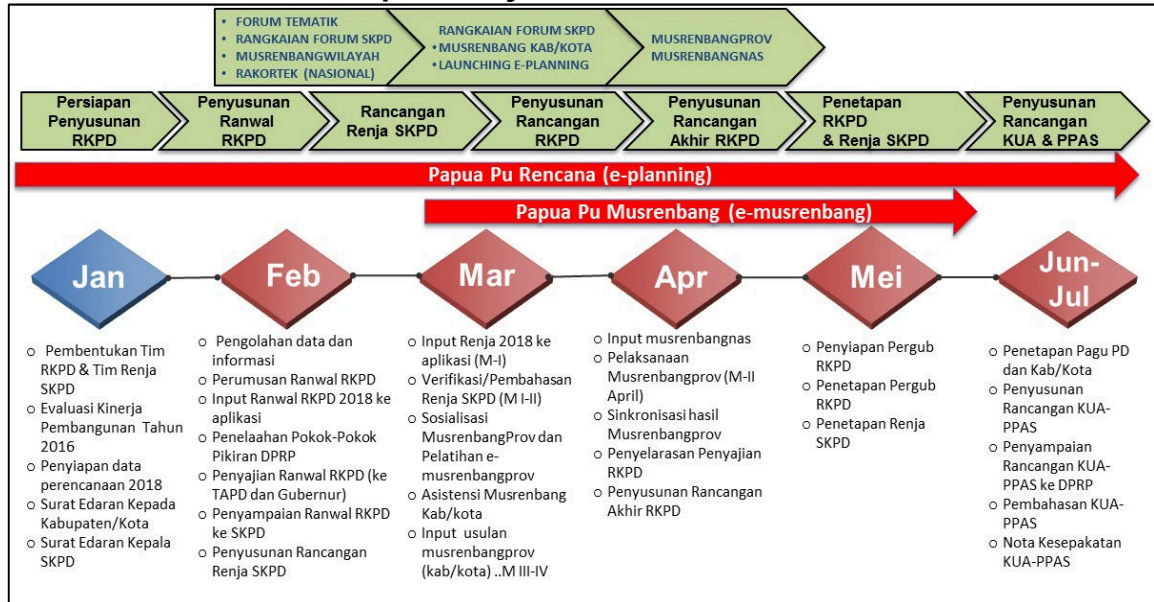 • FORUM TEMATIK
• RANGKAIAN FORUM SKPD
• MUSRENBANGWILAYAH
• RAKORTEK (NASIONAL)
RANGKAIAN FORUM SKPD
•MUSRENBANG KAB/KOTA
•LAUNCHING E-PLANNING
MUSRENBANGPROV
MUSRENBANGNAS
Persiapan
Penyusunan
RKPD
Penyusunan
Ranwal
RKPD
Rancangan
Renja SKPD
Penyusunan
Rancangan
RKPD
Penyusunan
Rancangan
Akhir RKPD
Penetapan
RKPD
& Renja SKPD
Penyusunan
Rancangan
KUA & PPAS
Papua Pu Rencana (e-planning)
Papua Pu Musrenbang (e-musrenbang)
Jan
Feb
Mar
Apr
Mei
Jun-
Jul
o Pembentukan Tim
RKPD & Tim Renja
SKPD
o Evaluasi Kinerja
Pembangunan Tahun
2016
o Penyiapan data
perencanaan 2018
o Surat Edaran Kepada
Kabupaten/Kota
o Surat Edaran Kepala
SKPD
o Pengolahan data dan
informasi
o Perumusan Ranwal RKPD
o Input Ranwal RKPD 2018 ke
aplikasi
o Penelaahan Pokok-Pokok
Pikiran DPRP
o Penyajian Ranwal RKPD (ke
TAPD dan Gubernur)
o Penyampaian Ranwal RKPD
ke SKPD
o Penyusunan Rancangan
Renja SKPD
o Input Renja 2018 ke
aplikasi (M-I)
o Verifikasi/Pembahasan
Renja SKPD (M I-II)
o Sosialisasi
MusrenbangProv dan
Pelatihan e-
musrenbangprov
o Asistensi Musrenbang
Kab/kota
o Input usulan
musrenbangprov
(kab/kota) ..M III-IV
o Input musrenbangnas
o Pelaksanaan
Musrenbangprov (M-II
April)
o Sinkronisasi hasil
Musrenbangprov
o Penyelarasan Penyajian
RKPD
o Penyusunan Rancangan
Akhir RKPD
o Penyiapan Pergub
RKPD
o Penetapan Pergub
RKPD
o Penetapan Renja
SKPD
o Penetapan Pagu PD
dan Kab/Kota
o Penyusunan
Rancangan KUA-
PPAS
o Penyampaian
Rancangan KUA-
PPAS ke DPRP
o Pembahasan KUA-
PPAS
o Nota Kesepakatan
KUA-PPAS